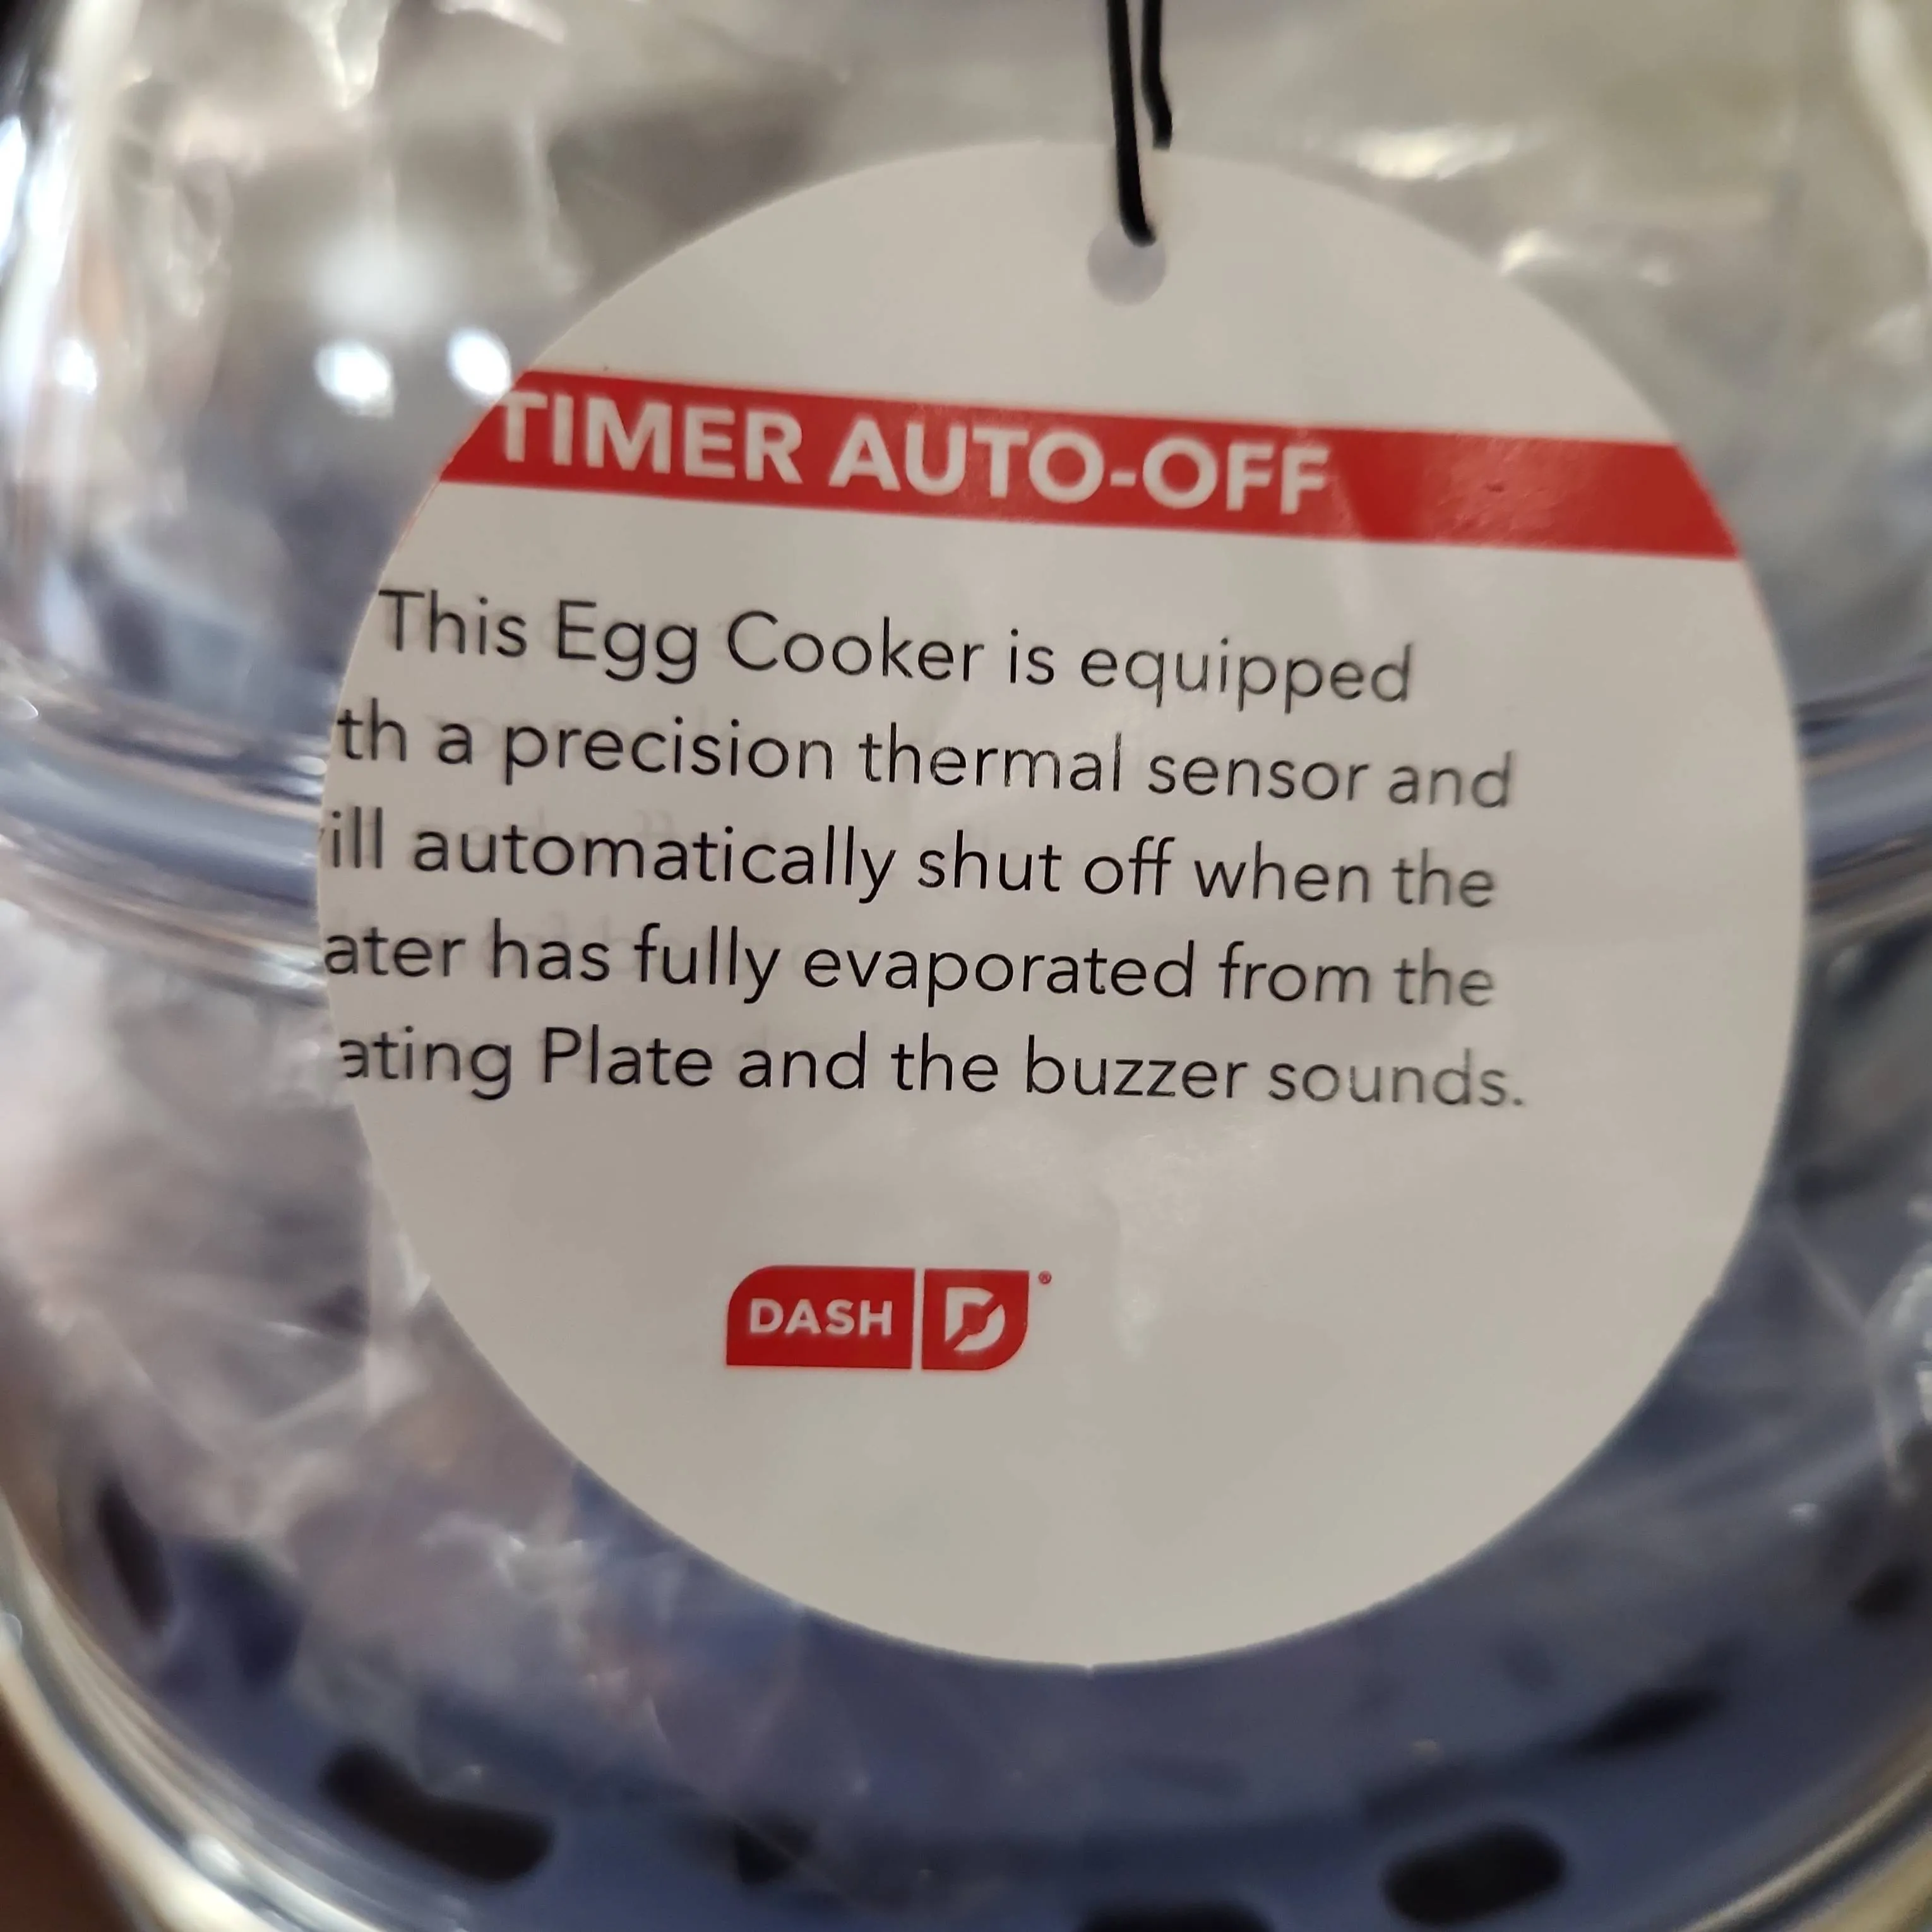 TIMER AUTO-OFF
This Egg Cooker is equipped
th a precision thermal sensor and
ill automatically shut off when the
ater has fully evaporated from the
ating Plate and the buzzer sounds.
DASH D®